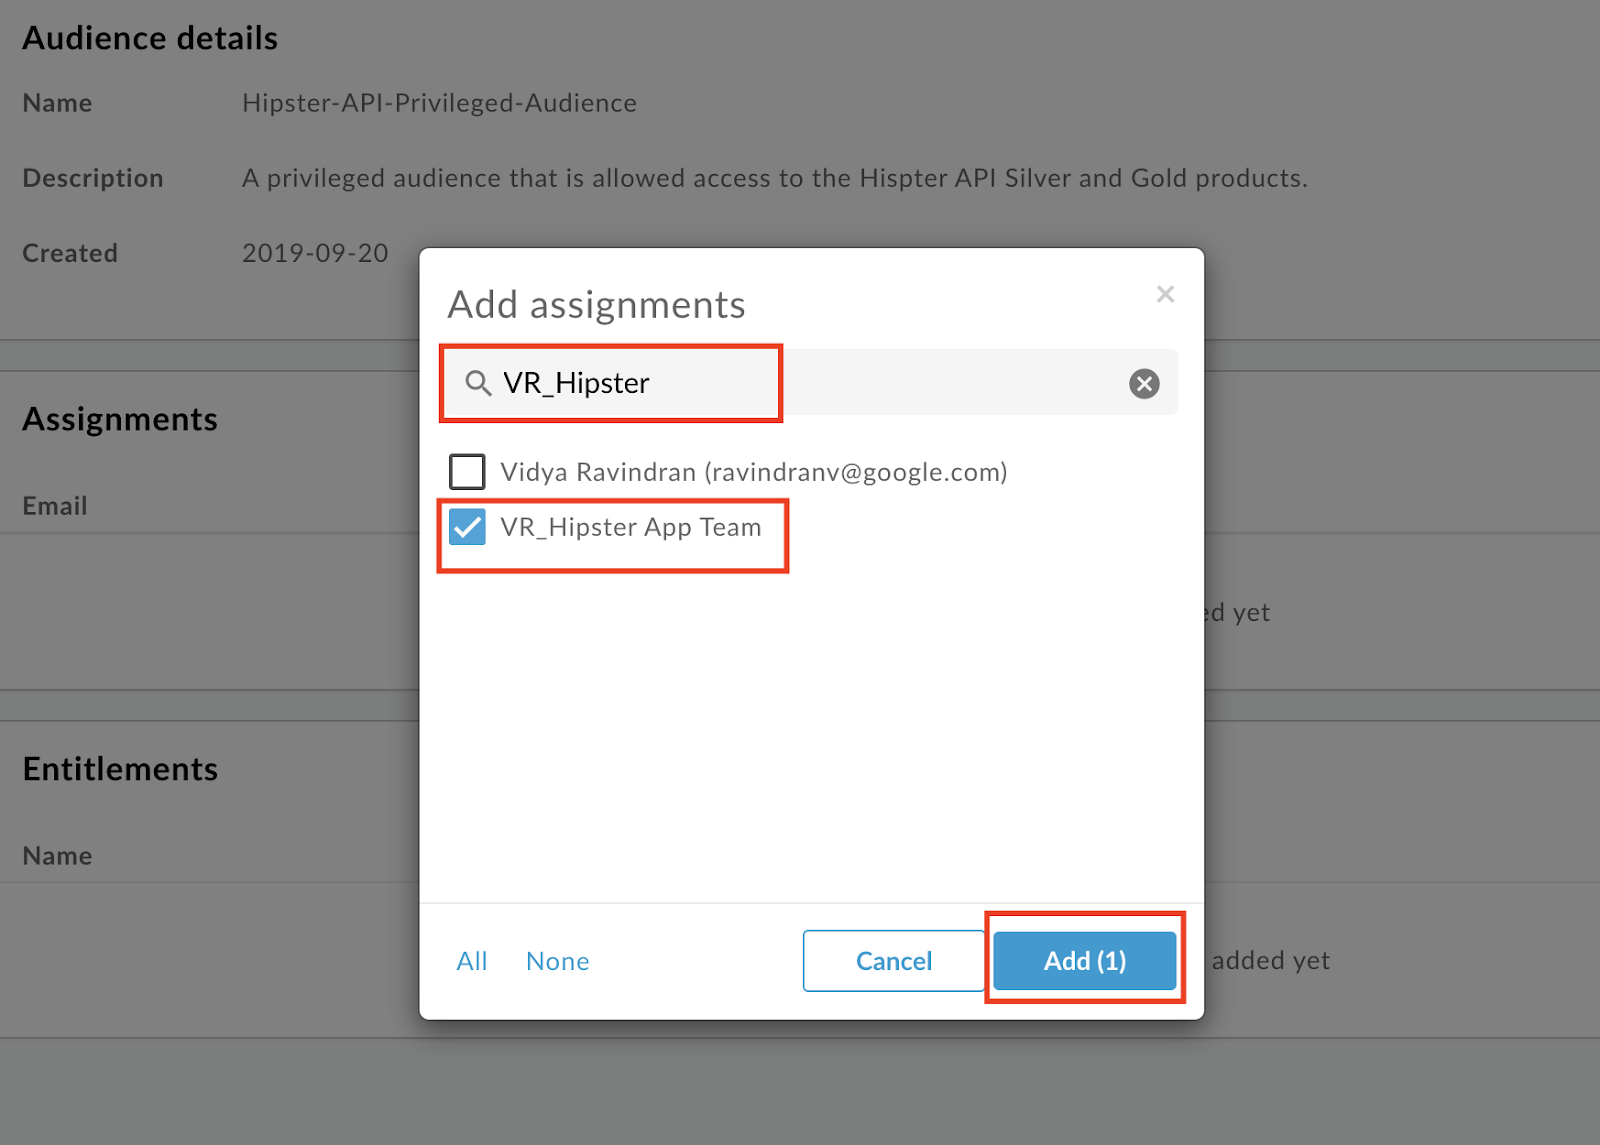 Audience details
Name Hipster-API-Privileged-Audience
Description A privileged audience that is allowed access to the Hispter API Silver and Gold products.
Created 2019-09-20
Add assignments
VR_Hipster
Assignments
Vidya Ravindran (ravindranv@google.com)
Email
VR_Hipster App Team
ed yet
Entitlements
Name
All None Cancel Add (1) added yet